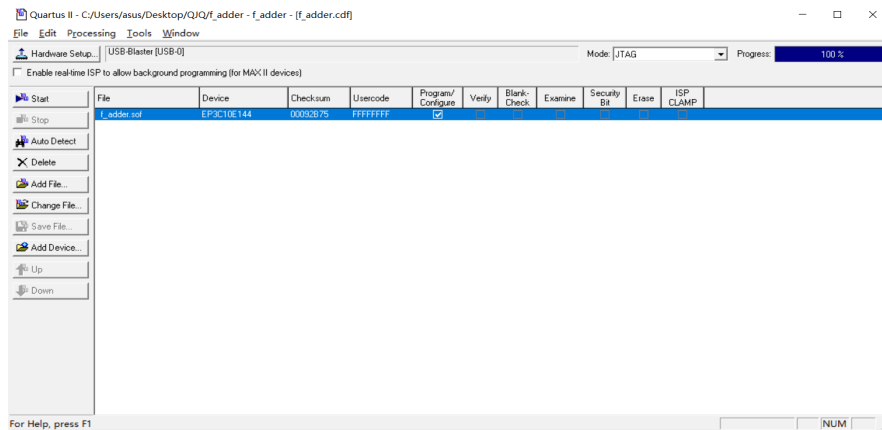 Quartus II - C:/Users/asus/Desktop/QJQ/f_adder - f_adder - [f_adder.cdf]
File Edit Processing Tools Window
Hardware Setup... USB-Blaster [USB-0] Mode: JTAG Progress: 100 %
Enable real-time ISP to allow background programming (for MAX II devices)
Start
Stop
Auto Detect
Delete
Add File...
Change File...
Save File...
Add Device...
Up
Down
File Device Checksum Usercode Program/ Configure Verify Blank- Check Examine Security Bit Erase ISP CLAMP
f_adder.sof EP3C10E144 00092B75 FFFFFFFF
For Help, press F1 NUM